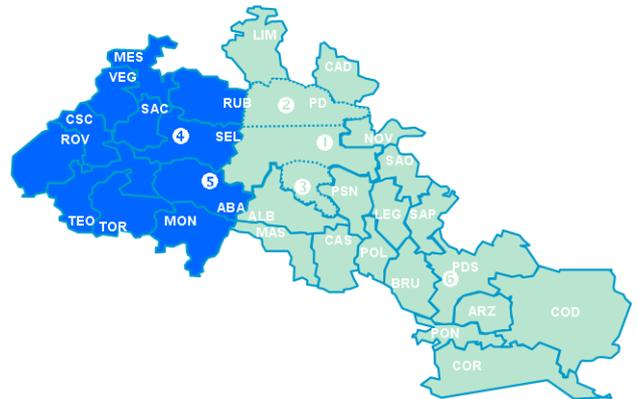 LIM
MES
CAD
VEG
RUB
2
PD
SAC
CSC
4
SEL
NOV
ROV
1
SAO
5
3
PSN
ABA
ALB
LEG
SAP
TEO
TOR
MON
MAS
CAS
POL
PDS
6
BRU
ARZ
COD
PON
COR